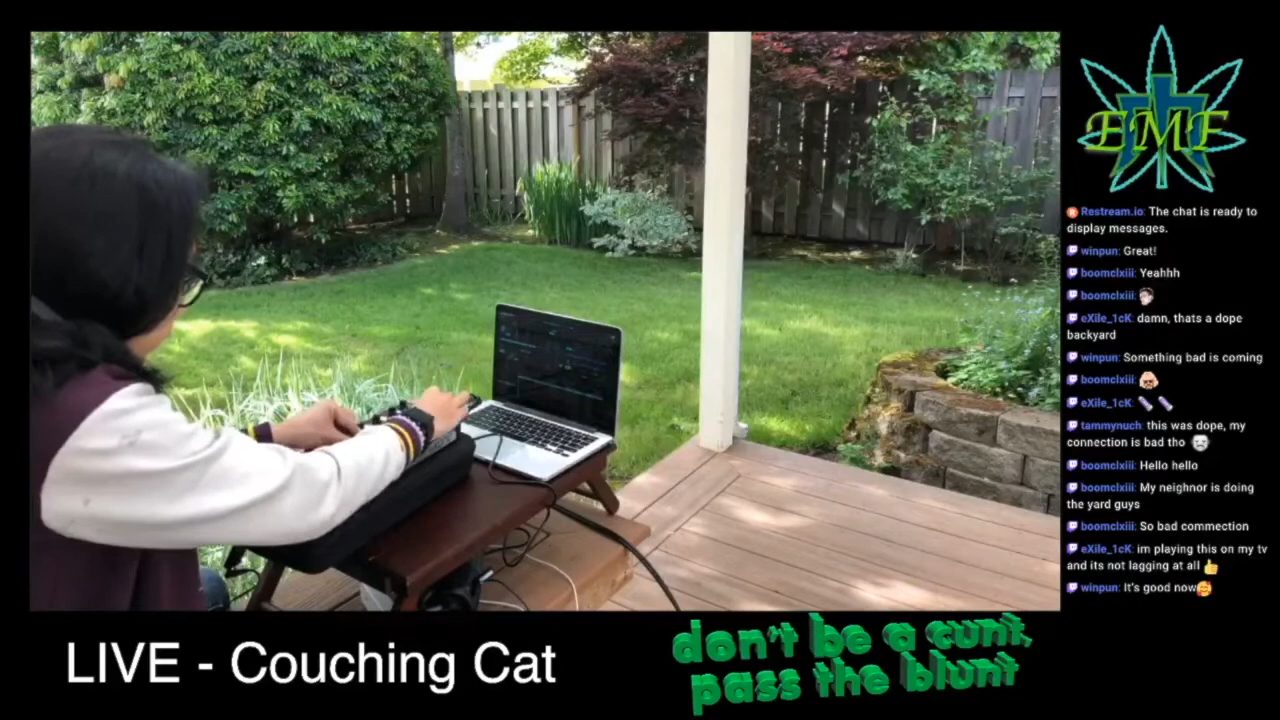 EMF
Restream.io: The chat is ready to
display messages.
winpun: Great!
boomclxiii: Yeahhh
boomclxiii:
eXile_1cK: damn, thats a dope
backyard
winpun: Something bad is coming
boomclxiii:
eXile_1cK:
tammynuch: this was dope, my
connection is bad tho
boomclxiii: Hello hello
boomclxiii: My neighnor is doing
the yard guys
boomclxiii: So bad commection
eXile_1cK: im playing this on my tv
and its not lagging at all 👍
winpun: It's good now🥰
LIVE - Couching Cat
don't be a cunt,
pass the blunt